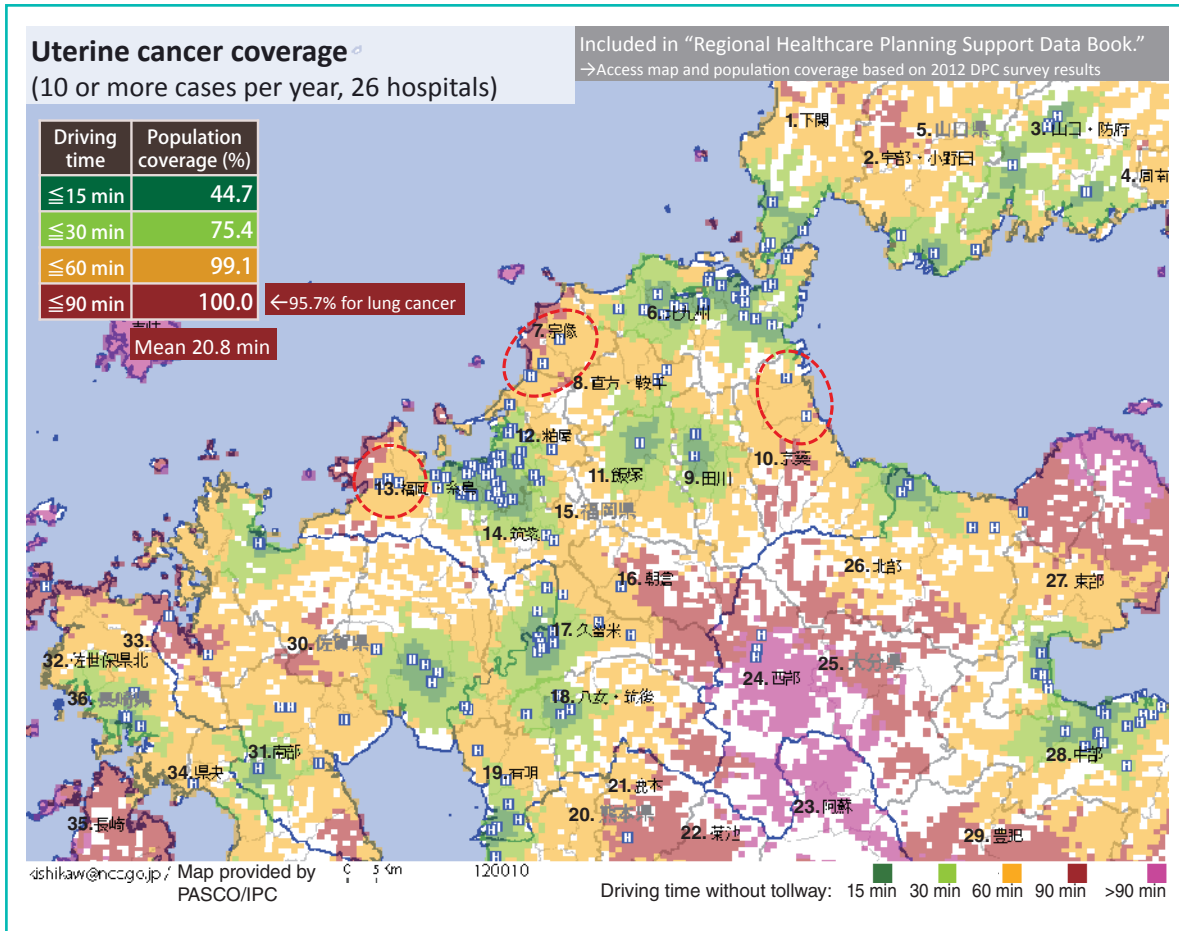 Uterine cancer coverage
(10 or more cases per year, 26 hospitals)
Included in “Regional Healthcare Planning Support Data Book.”
→Access map and population coverage based on 2012 DPC survey results
Driving time
Population coverage (%)
≦15 min 44.7
≦30 min 75.4
≦60 min 99.1
≦90 min 100.0
←95.7% for lung cancer
Mean 20.8 min
1. 下関
2. 宇部・小野田
3. 山口・防府
4. 周南
5. 山口県
6. 北九州
7. 宗像
8. 直方・鞍手
9. 田川
10. 京築
11. 飯塚
12. 粕屋
13. 福岡 糸島
14. 筑紫
15. 福岡県
16. 朝倉
17. 久留米
18. 八女・筑後
19. 有明
20. 熊本県
21. 鹿本
22. 菊池
23. 阿蘇
24. 西部
25. 大分県
26. 北部
27. 東部
28. 中部
29. 豊肥
30. 佐賀県
31. 南部
32. 佐世保県北
33.
34. 県央
35. 長崎
36. 長崎県
kishikaw@ncc.go.jp /
Map provided by
PASCO/IPC
5 Km
120010
Driving time without tollway: 15 min 30 min 60 min 90 min >90 min